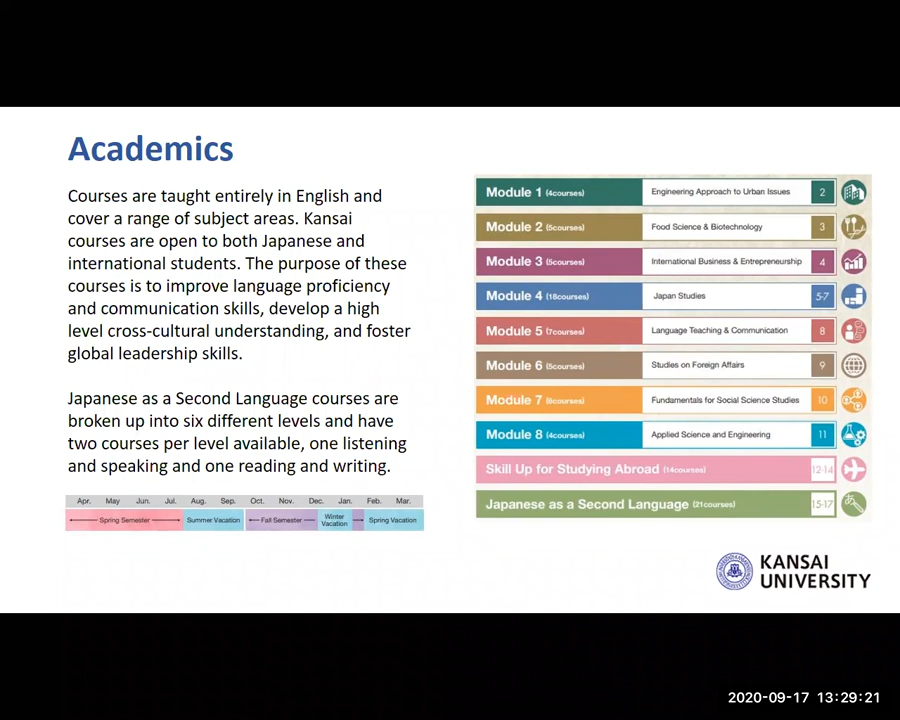 Academics
Courses are taught entirely in English and
cover a range of subject areas. Kansai
courses are open to both Japanese and
international students. The purpose of these
courses is to improve language proficiency
and communication skills, develop a high
level cross-cultural understanding, and foster
global leadership skills.
Japanese as a Second Language courses are
broken up into six different levels and have
two courses per level available, one listening
and speaking and one reading and writing.
Apr. May Jun. Jul. Aug. Sep. Oct. Nov. Dec. Jan. Feb. Mar.
Spring Semester Summer Vacation Fall Semester Winter Vacation Spring Vacation
Module 1 (4courses) Engineering Approach to Urban Issues 2
Module 2 (5courses) Food Science & Biotechnology 3
Module 3 (5courses) International Business & Entrepreneurship 4
Module 4 (18courses) Japan Studies 5-7
Module 5 (7courses) Language Teaching & Communication 8
Module 6 (5courses) Studies on Foreign Affairs 9
Module 7 (courses) Fundamentals for Social Science Studies 10
Module 8 (4courses) Applied Science and Engineering 11
Skill Up for Studying Abroad (14courses) 12-14
Japanese as a Second Language (21courses) 15-17
KANSAI
UNIVERSITY
2020-09-17 13:29:21